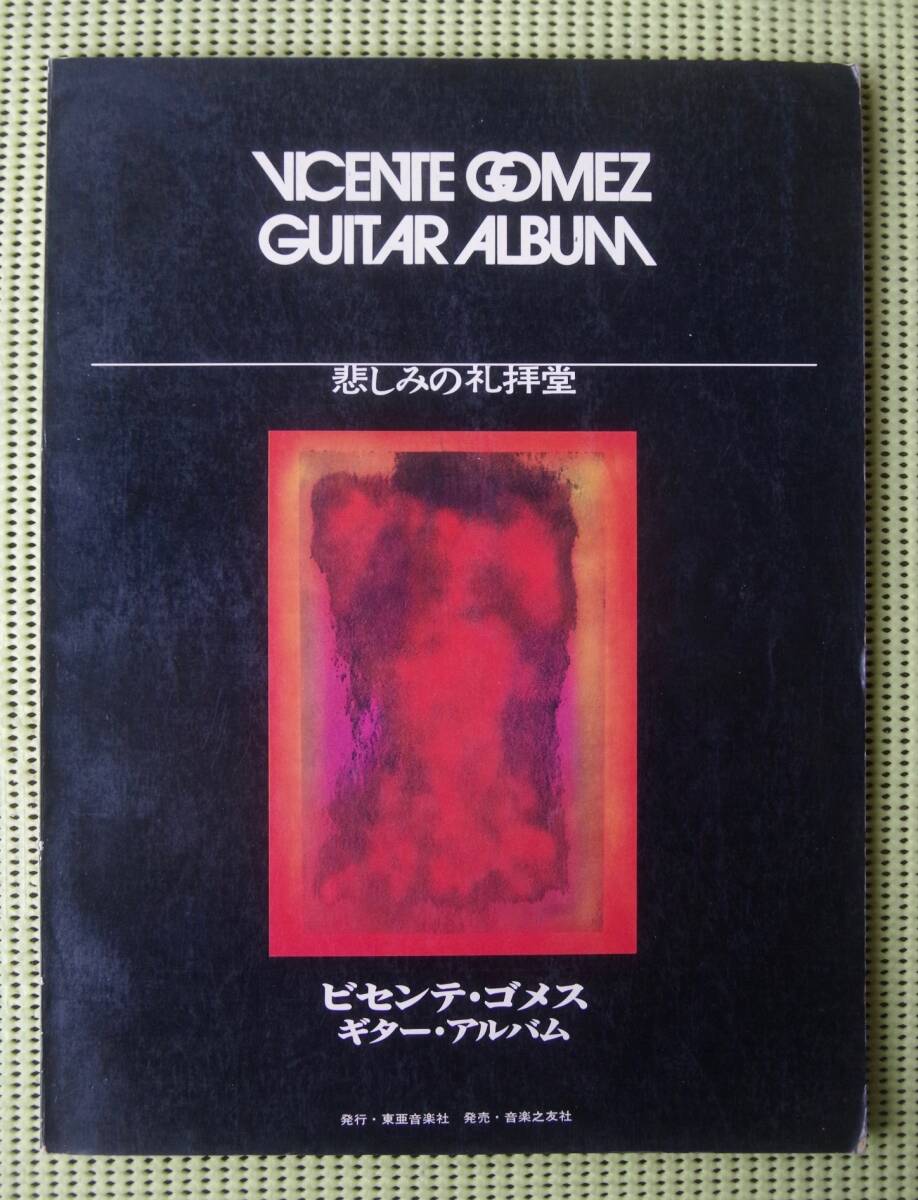 VICENTE GOMEZ
GUITAR ALBUM
悲しみの礼拝堂
ビセンテ・ゴメス
ギター・アルバム
発行・東亜音楽社 発売・音楽之友社